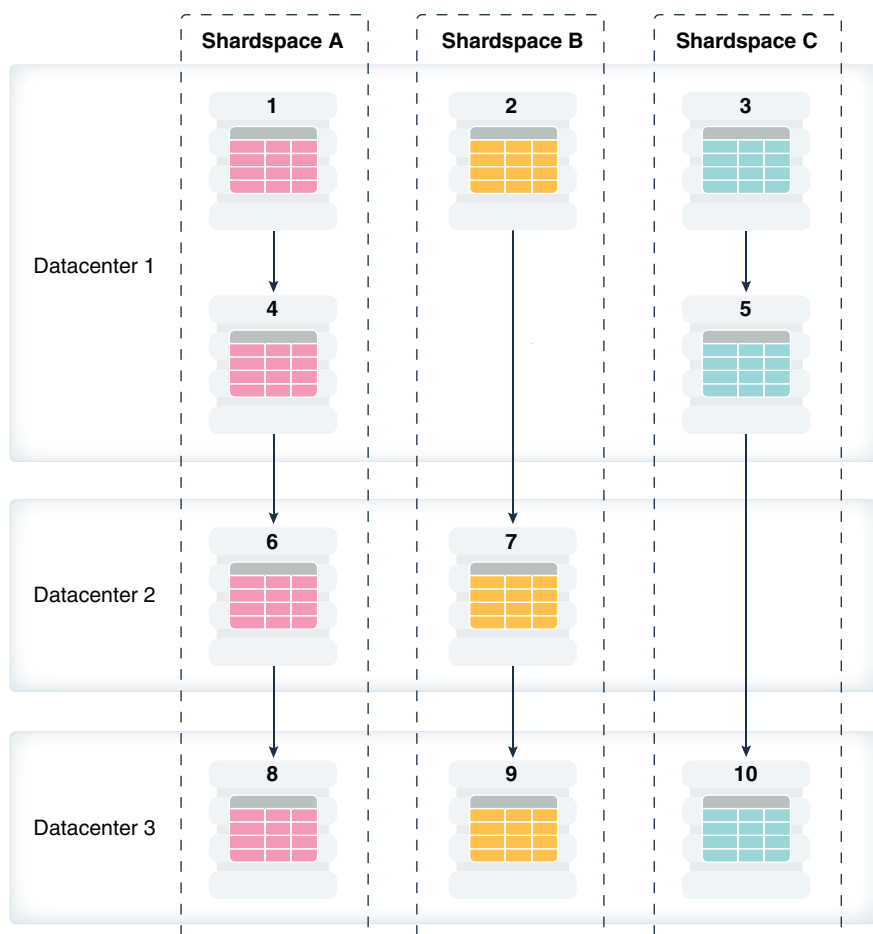 Shardspace A
Shardspace B
Shardspace C
1
2
3
Datacenter 1
4
5
6
7
Datacenter 2
8
9
10
Datacenter 3